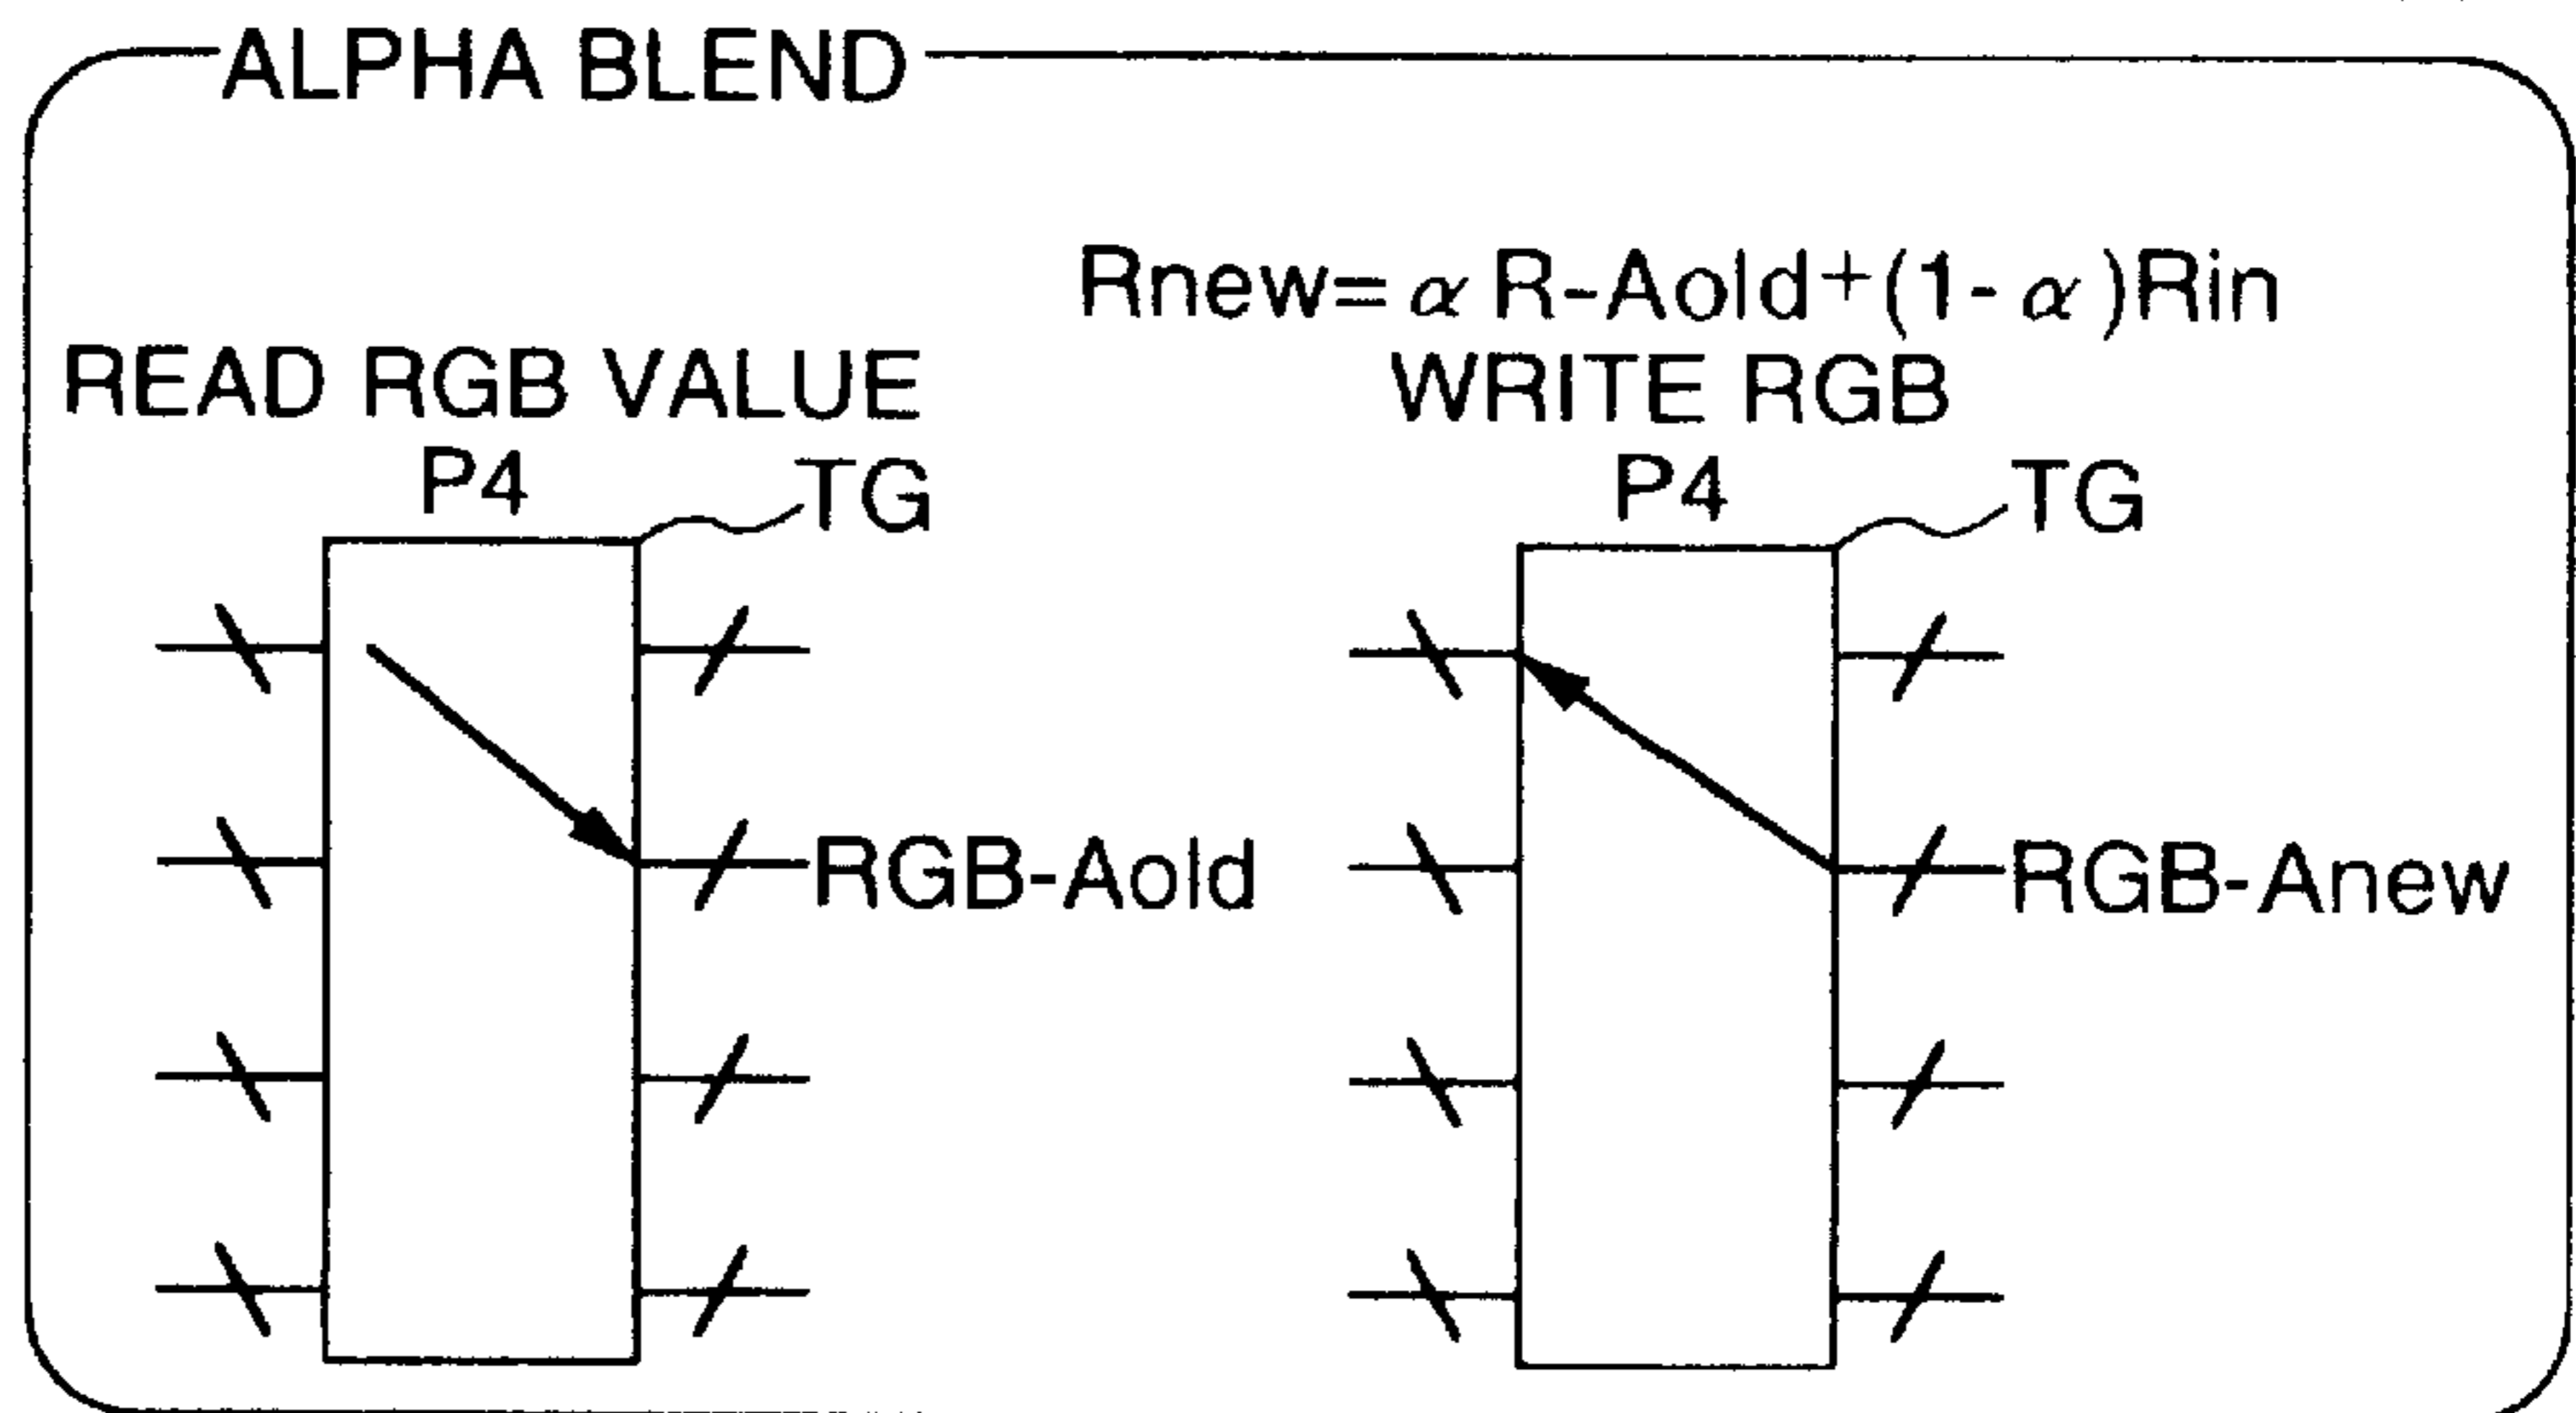 ALPHA BLEND
Rnew=αR-Aold+(1-α)Rin
READ RGB VALUE
WRITE RGB
P4
TG
P4
TG
RGB-Aold
RGB-Anew